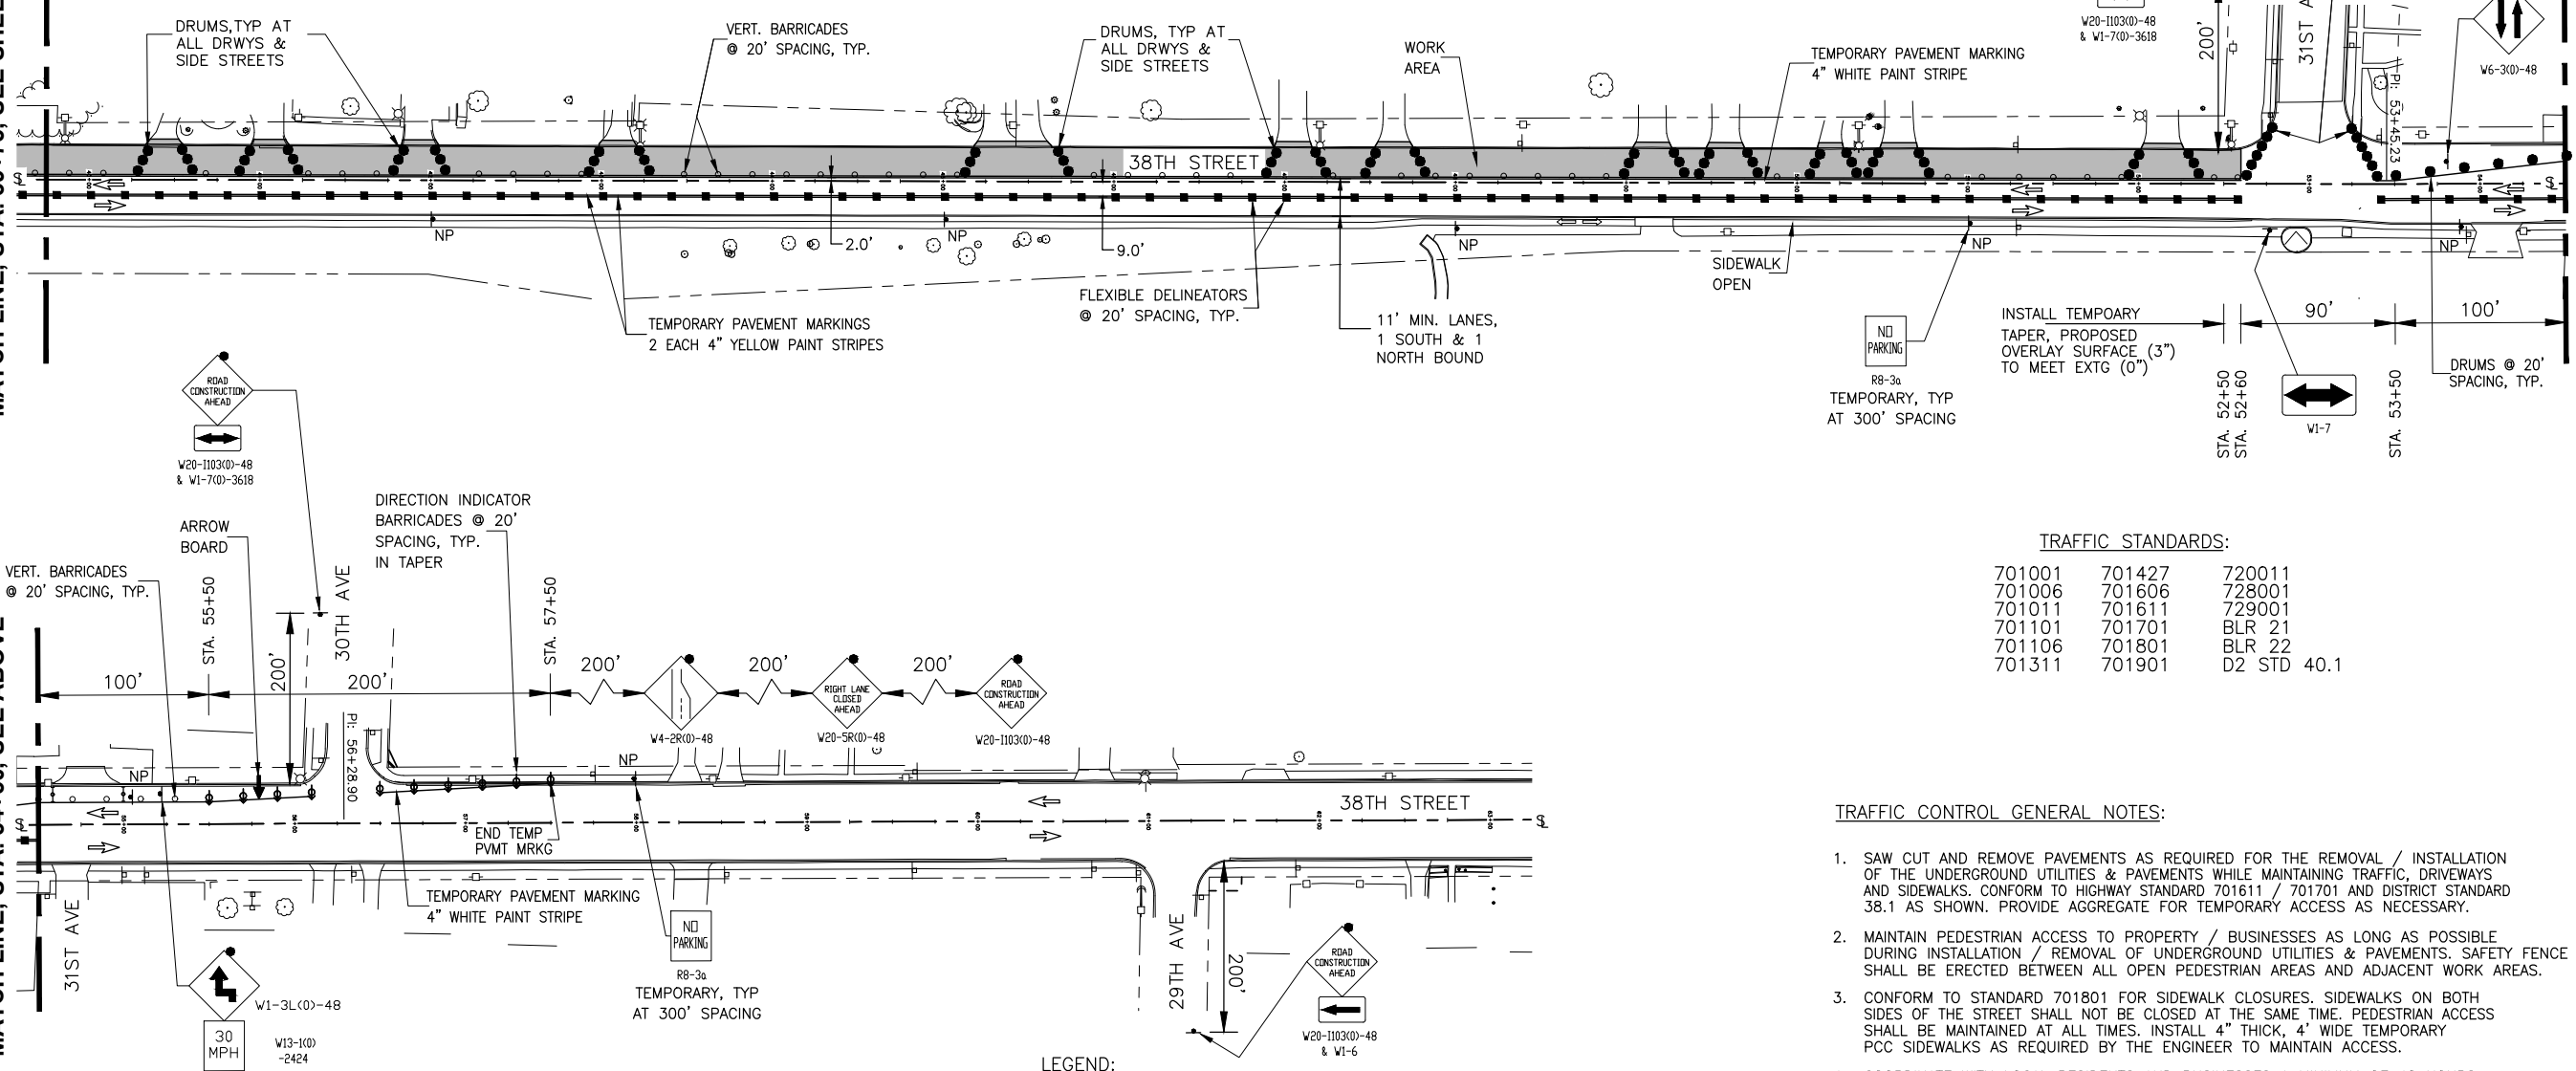 DRUMS,TYP AT
ALL DRWYS &
SIDE STREETS
VERT. BARRICADES
@ 20' SPACING, TYP.
DRUMS, TYP AT
ALL DRWYS &
SIDE STREETS
WORK
AREA
TEMPORARY PAVEMENT MARKING
4" WHITE PAINT STRIPE
W20-I103(O)-48
& W1-7(O)-3618
200'
31ST
PI: 53+45.23
W6-3(O)-48
38TH STREET
NP
2.0'
NP
9.0'
NP
NP
NP
TEMPORARY PAVEMENT MARKINGS
2 EACH 4" YELLOW PAINT STRIPES
FLEXIBLE DELINEATORS
@ 20' SPACING, TYP.
11' MIN. LANES,
1 SOUTH & 1
NORTH BOUND
SIDEWALK
OPEN
NO
PARKING
R8-3a
TEMPORARY, TYP
AT 300' SPACING
INSTALL TEMPOARY
TAPER, PROPOSED
OVERLAY SURFACE (3")
TO MEET EXTG (0")
90'
100'
STA. 52+50
STA. 52+60
W1-7
STA. 53+50
DRUMS @ 20'
SPACING, TYP.
ROAD
CONSTRUCTION
AHEAD
W20-I103(O)-48
& W1-7(O)-3618
ARROW
BOARD
DIRECTION INDICATOR
BARRICADES @ 20'
SPACING, TYP.
IN TAPER
VERT. BARRICADES
@ 20' SPACING, TYP.
STA. 55+50
30TH AVE
STA. 57+50
100'
200'
200'
200'
200'
200'
RIGHT LANE
CLOSED
AHEAD
ROAD
CONSTRUCTION
AHEAD
W4-2R(O)-48
W20-5R(O)-48
W20-I103(O)-48
PI: 56+28.90
NP
NP
38TH STREET
END TEMP
PVMT MRKG
TEMPORARY PAVEMENT MARKING
4" WHITE PAINT STRIPE
31ST AVE
W1-3L(O)-48
30
MPH
W13-1(O)
-2424
NO
PARKING
R8-3a
TEMPORARY, TYP
AT 300' SPACING
29TH AVE
200'
ROAD
CONSTRUCTION
AHEAD
W20-I103(O)-48
& W1-6
LEGEND:
TRAFFIC STANDARDS:
701001 701427 720011
701006 701606 728001
701011 701611 729001
701101 701701 BLR 21
701106 701801 BLR 22
701311 701901 D2 STD 40.1
TRAFFIC CONTROL GENERAL NOTES:
1. SAW CUT AND REMOVE PAVEMENTS AS REQUIRED FOR THE REMOVAL / INSTALLATION
OF THE UNDERGROUND UTILITIES & PAVEMENTS WHILE MAINTAINING TRAFFIC, DRIVEWAYS
AND SIDEWALKS. CONFORM TO HIGHWAY STANDARD 701611 / 701701 AND DISTRICT STANDARD
38.1 AS SHOWN. PROVIDE AGGREGATE FOR TEMPORARY ACCESS AS NECESSARY.
2. MAINTAIN PEDESTRIAN ACCESS TO PROPERTY / BUSINESSES AS LONG AS POSSIBLE
DURING INSTALLATION / REMOVAL OF UNDERGROUND UTILITIES & PAVEMENTS. SAFETY FENCE
SHALL BE ERECTED BETWEEN ALL OPEN PEDESTRIAN AREAS AND ADJACENT WORK AREAS.
3. CONFORM TO STANDARD 701801 FOR SIDEWALK CLOSURES. SIDEWALKS ON BOTH
SIDES OF THE STREET SHALL NOT BE CLOSED AT THE SAME TIME. PEDESTRIAN ACCESS
SHALL BE MAINTAINED AT ALL TIMES. INSTALL 4" THICK, 4' WIDE TEMPORARY
PCC SIDEWALKS AS REQUIRED BY THE ENGINEER TO MAINTAIN ACCESS.